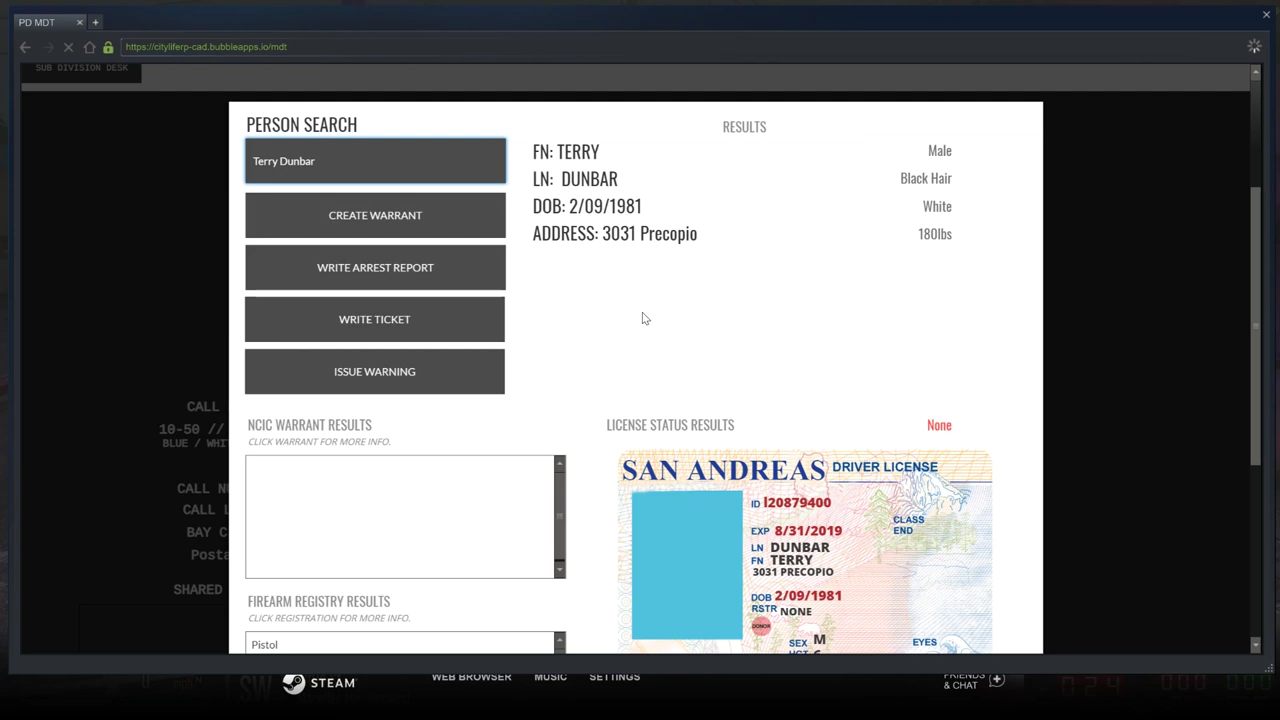 PD MDT
https://cityliferp-cad.bubbleapps.io/mdt
SUB DIVISION DESK
PERSON SEARCH
RESULTS
Terry Dunbar
FN: TERRY
Male
LN: DUNBAR
Black Hair
DOB: 2/09/1981
White
ADDRESS: 3031 Precopio
180lbs
CREATE WARRANT
WRITE ARREST REPORT
WRITE TICKET
ISSUE WARNING
CALL
10-50 //
BLUE / WHIT
CALL
CALL
BAY
Posta
SHARED
NCIC WARRANT RESULTS
CLICK WARRANT FOR MORE INFO.
LICENSE STATUS RESULTS
None
SAN ANDREAS DRIVER LICENSE
ID I20879400
EXP 8/31/2019
LN DUNBAR
FN TERRY
3031 PRECOPIO
CLASS
END
DOB 2/09/1981
RSTR NONE
DONOR
SEX M
EYES
FIREARM REGISTRY RESULTS
CLICK REGISTRATION FOR MORE INFO.
Pistol
STEAM
WEB BROWSER
MUSIC
SETTINGS
FRIENDS
& CHAT